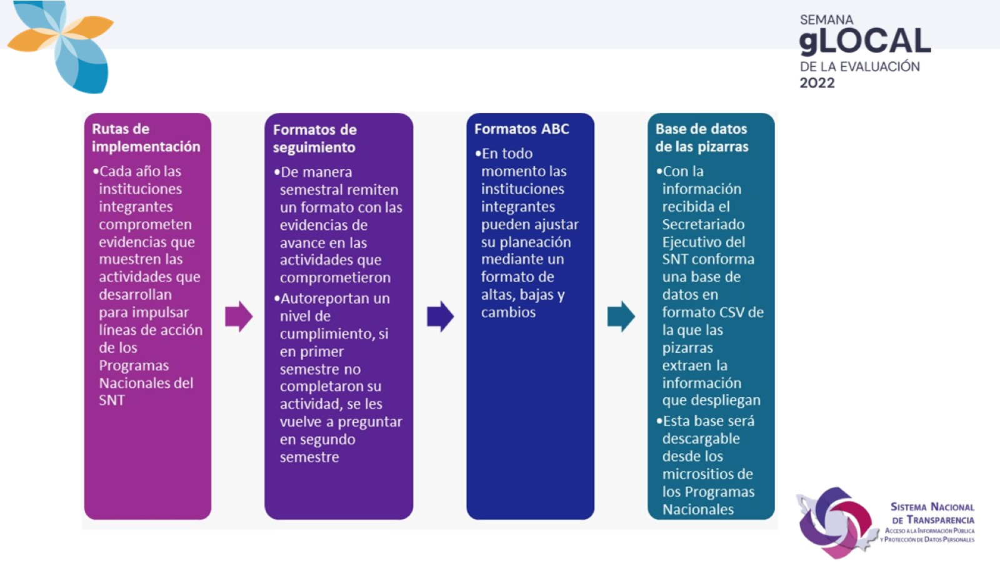 SEMANA
gLOCAL
DE LA EVALUACIÓN
2022
Rutas de
implementación
•Cada año las
instituciones
integrantes
comprometen
evidencias que
muestren las
actividades que
desarrollan
para impulsar
líneas de acción
de los
Programas
Nacionales del
SNT
Formatos de
seguimiento
•De manera
semestral remiten
un formato con las
evidencias de
avance en las
actividades que
comprometieron
•Autoreportan un
nivel de
cumplimiento, si
en primer
semestre no
completaron su
actividad, se les
vuelve a preguntar
en segundo
semestre
Formatos ABC
•En todo
momento las
instituciones
integrantes
pueden ajustar
su planeación
mediante un
formato de
altas, bajas y
cambios
Base de datos
de las pizarras
•Con la
información
recibida el
Secretariado
Ejecutivo del
SNT conforma
una base de
datos en
formato CSV de
la que las
pizarras
extraen la
información
que despliegan
•Esta base será
descargable
desde los
micrositios de
los Programas
Nacionales
SISTEMA NACIONAL
DE TRANSPARENCIA
ACCESO A LA INFORMACIÓN PÚBLICA
Y PROTECCIÓN DE DATOS PERSONALES